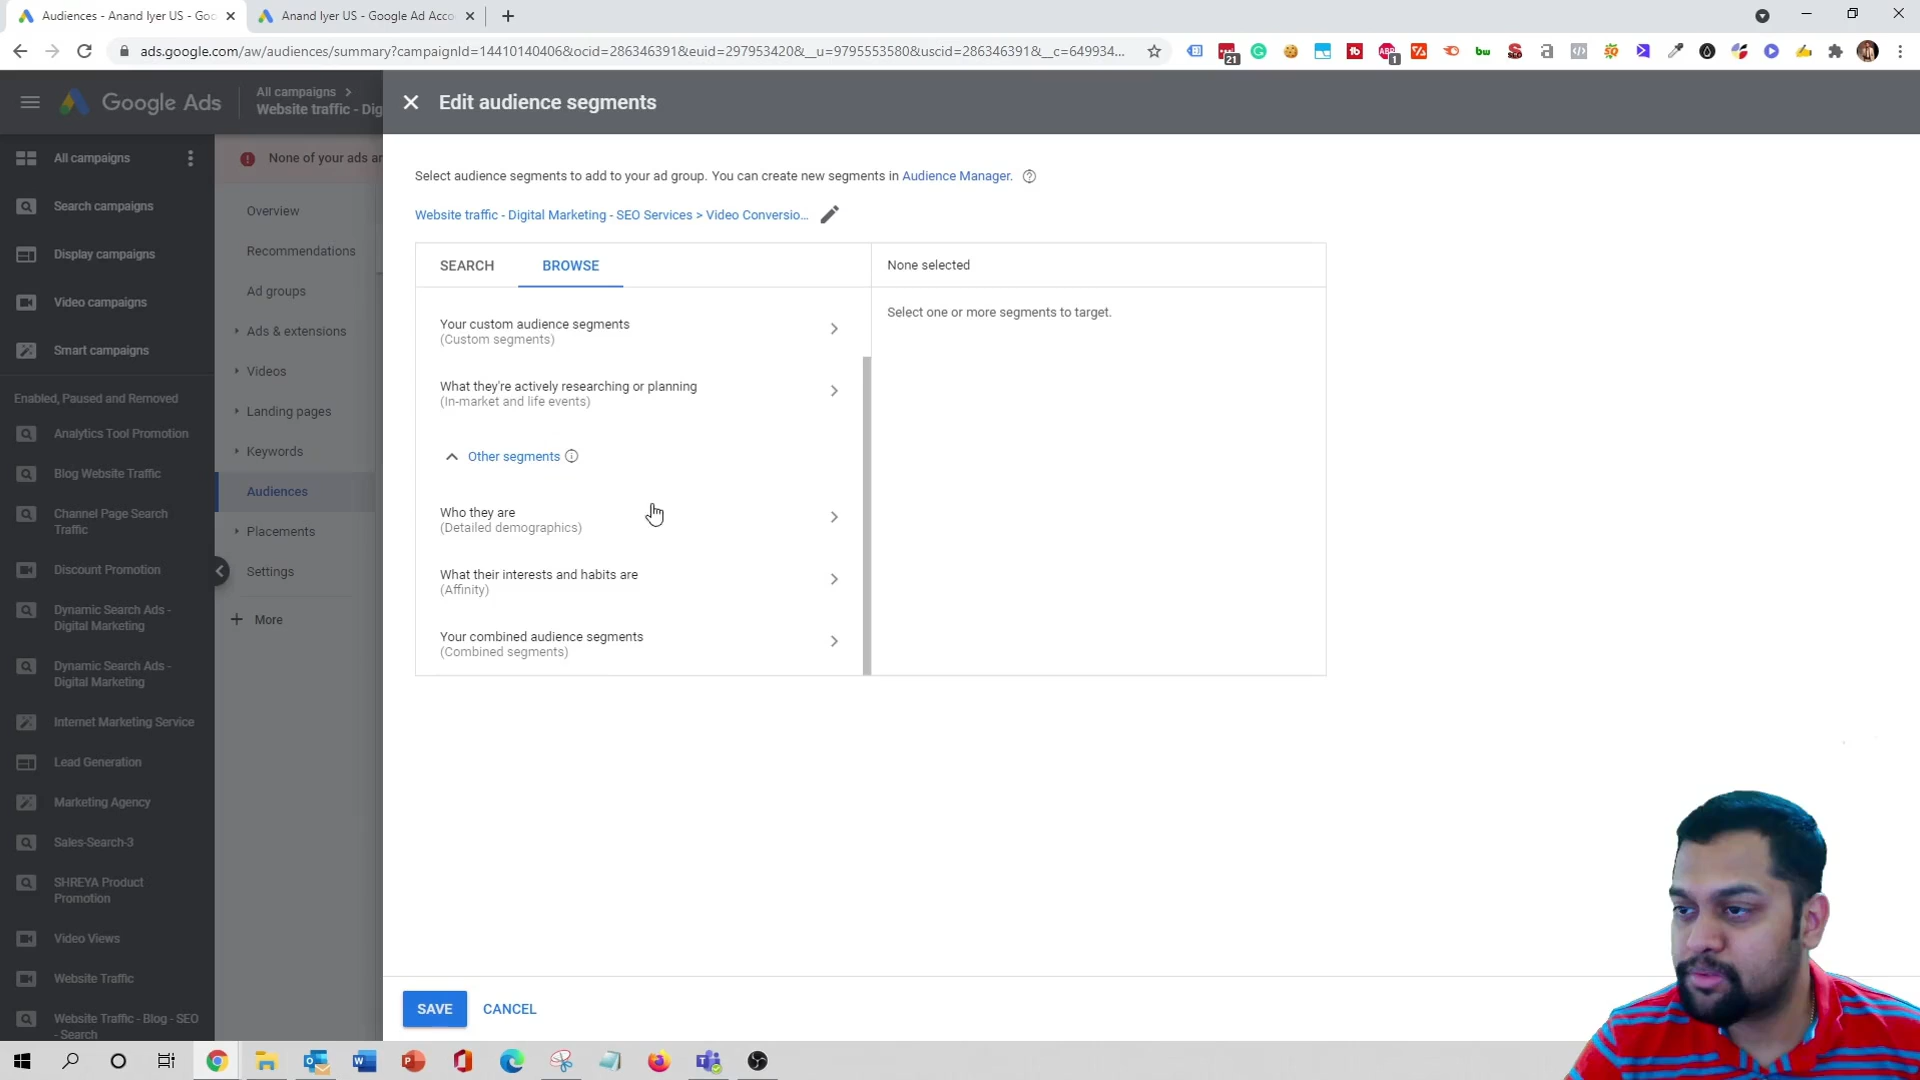 Audiences - Anand Iyer US - Goo
Anand Iyer US - Google Ad Acco
ads.google.com/aw/audiences/summary?campaignId=14410140406&ocid=286346391&euid=297953420&__u=9795553580&uscid=286346391&__c=649934...
21
1
Google Ads
All campaigns
Website traffic - Dig
Edit audience segments
All campaigns
Search campaigns
Display campaigns
Video campaigns
Smart campaigns
Enabled, Paused and Removed
Analytics Tool Promotion
Blog Website Traffic
Channel Page Search
Traffic
Discount Promotion
Dynamic Search Ads -
Digital Marketing
Dynamic Search Ads -
Digital Marketing
Internet Marketing Service
Lead Generation
Marketing Agency
Sales-Search-3
SHREYA Product
Promotion
Video Views
Website Traffic
Website Traffic - Blog - SEO
- Search
None of your ads ar
Overview
Recommendations
Ad groups
Ads & extensions
Videos
Landing pages
Keywords
Audiences
Placements
Settings
More
Select audience segments to add to your ad group. You can create new segments in Audience Manager.
Website traffic - Digital Marketing - SEO Services > Video Conversio...
SEARCH
BROWSE
None selected
Select one or more segments to target.
Your custom audience segments
(Custom segments)
What they're actively researching or planning
(In-market and life events)
Other segments
Who they are
(Detailed demographics)
What their interests and habits are
(Affinity)
Your combined audience segments
(Combined segments)
SAVE
CANCEL